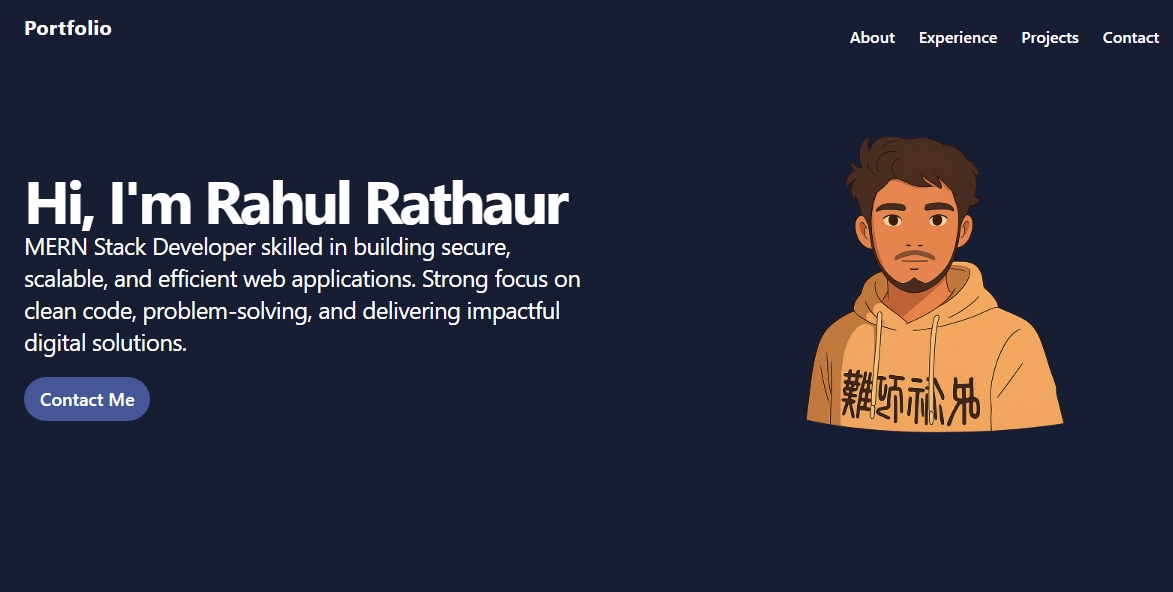 Portfolio
About Experience Projects Contact
Hi, I'm Rahul Rathaur
MERN Stack Developer skilled in building secure,
scalable, and efficient web applications. Strong focus on
clean code, problem-solving, and delivering impactful
digital solutions.
Contact Me
難